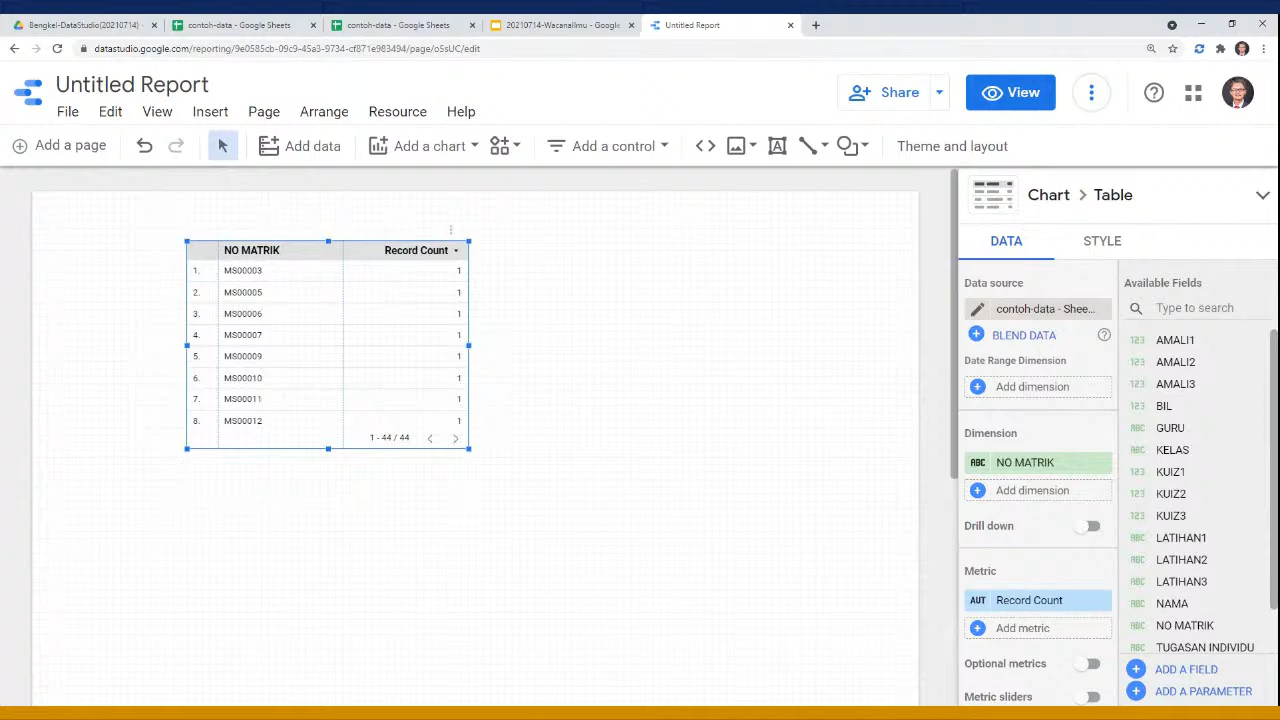 Bengkel-DataStudio(20210714) -
contoh-data - Google Sheets
contoh-data - Google Sheets
20210714-WacanaIlmu - Google
Untitled Report
datastudio.google.com/reporting/9e0585cb-09c9-45a3-9734-cf871e983494/page/o5sUC/edit
Untitled Report
Share
View
File Edit View Insert Page Arrange Resource Help
Add a page
Add data
Add a chart
Add a control
Theme and layout
NO MATRIK Record Count
1. MS00003 1
2. MS00005 1
3. MS00006 1
4. MS00007 1
5. MS00009 1
6. MS00010 1
7. MS00011 1
8. MS00012 1
1 - 44 / 44
Chart > Table
DATA STYLE
Data source
contoh-data - Shee...
BLEND DATA
Date Range Dimension
Add dimension
Dimension
ABC NO MATRIK
Add dimension
Drill down
Metric
AUT Record Count
Add metric
Optional metrics
Metric sliders
Available Fields
Type to search
123 AMALI1
123 AMALI2
123 AMALI3
123 BIL
ABC GURU
ABC KELAS
123 KUIZ1
123 KUIZ2
123 KUIZ3
ABC LATIHAN1
ABC LATIHAN2
ABC LATIHAN3
ABC NAMA
ABC NO MATRIK
ABC TUGASAN INDIVIDU
ADD A FIELD
ADD A PARAMETER